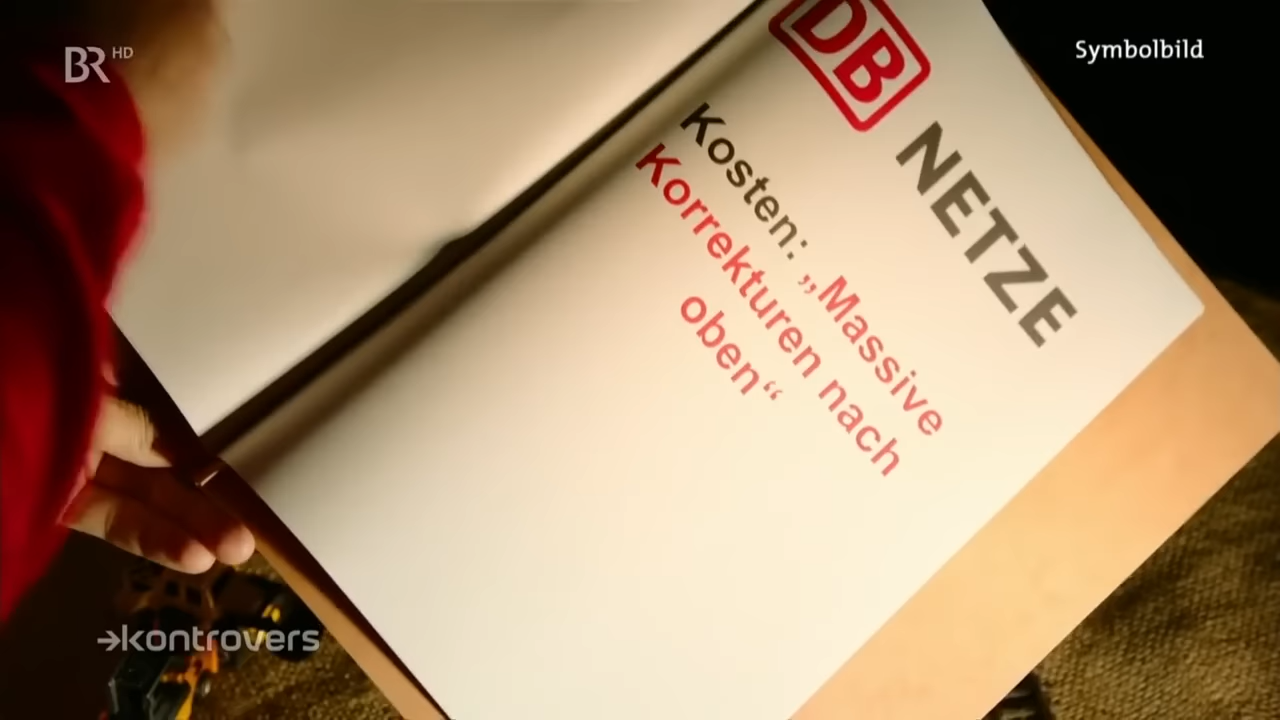 BR HD
Symbolbild
DB NETZE
Kosten: „Massive
Korrekturen nach
oben“
kontrovers